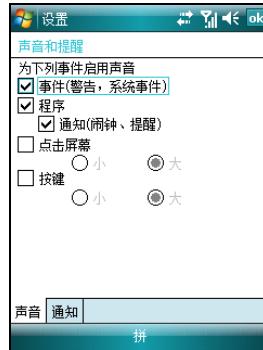 设置 ok
声音和提醒
为下列事件启用声音
事件(警告，系统事件)
程序
通知(闹钟、提醒)
点击屏幕
小 大
按键
小 大
声音 通知
拼